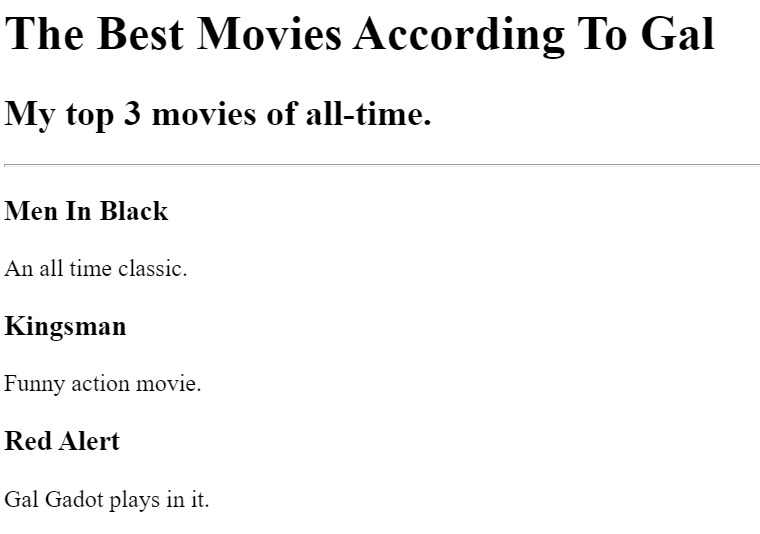 The Best Movies According To Gal
My top 3 movies of all-time.
Men In Black
An all time classic.
Kingsman
Funny action movie.
Red Alert
Gal Gadot plays in it.